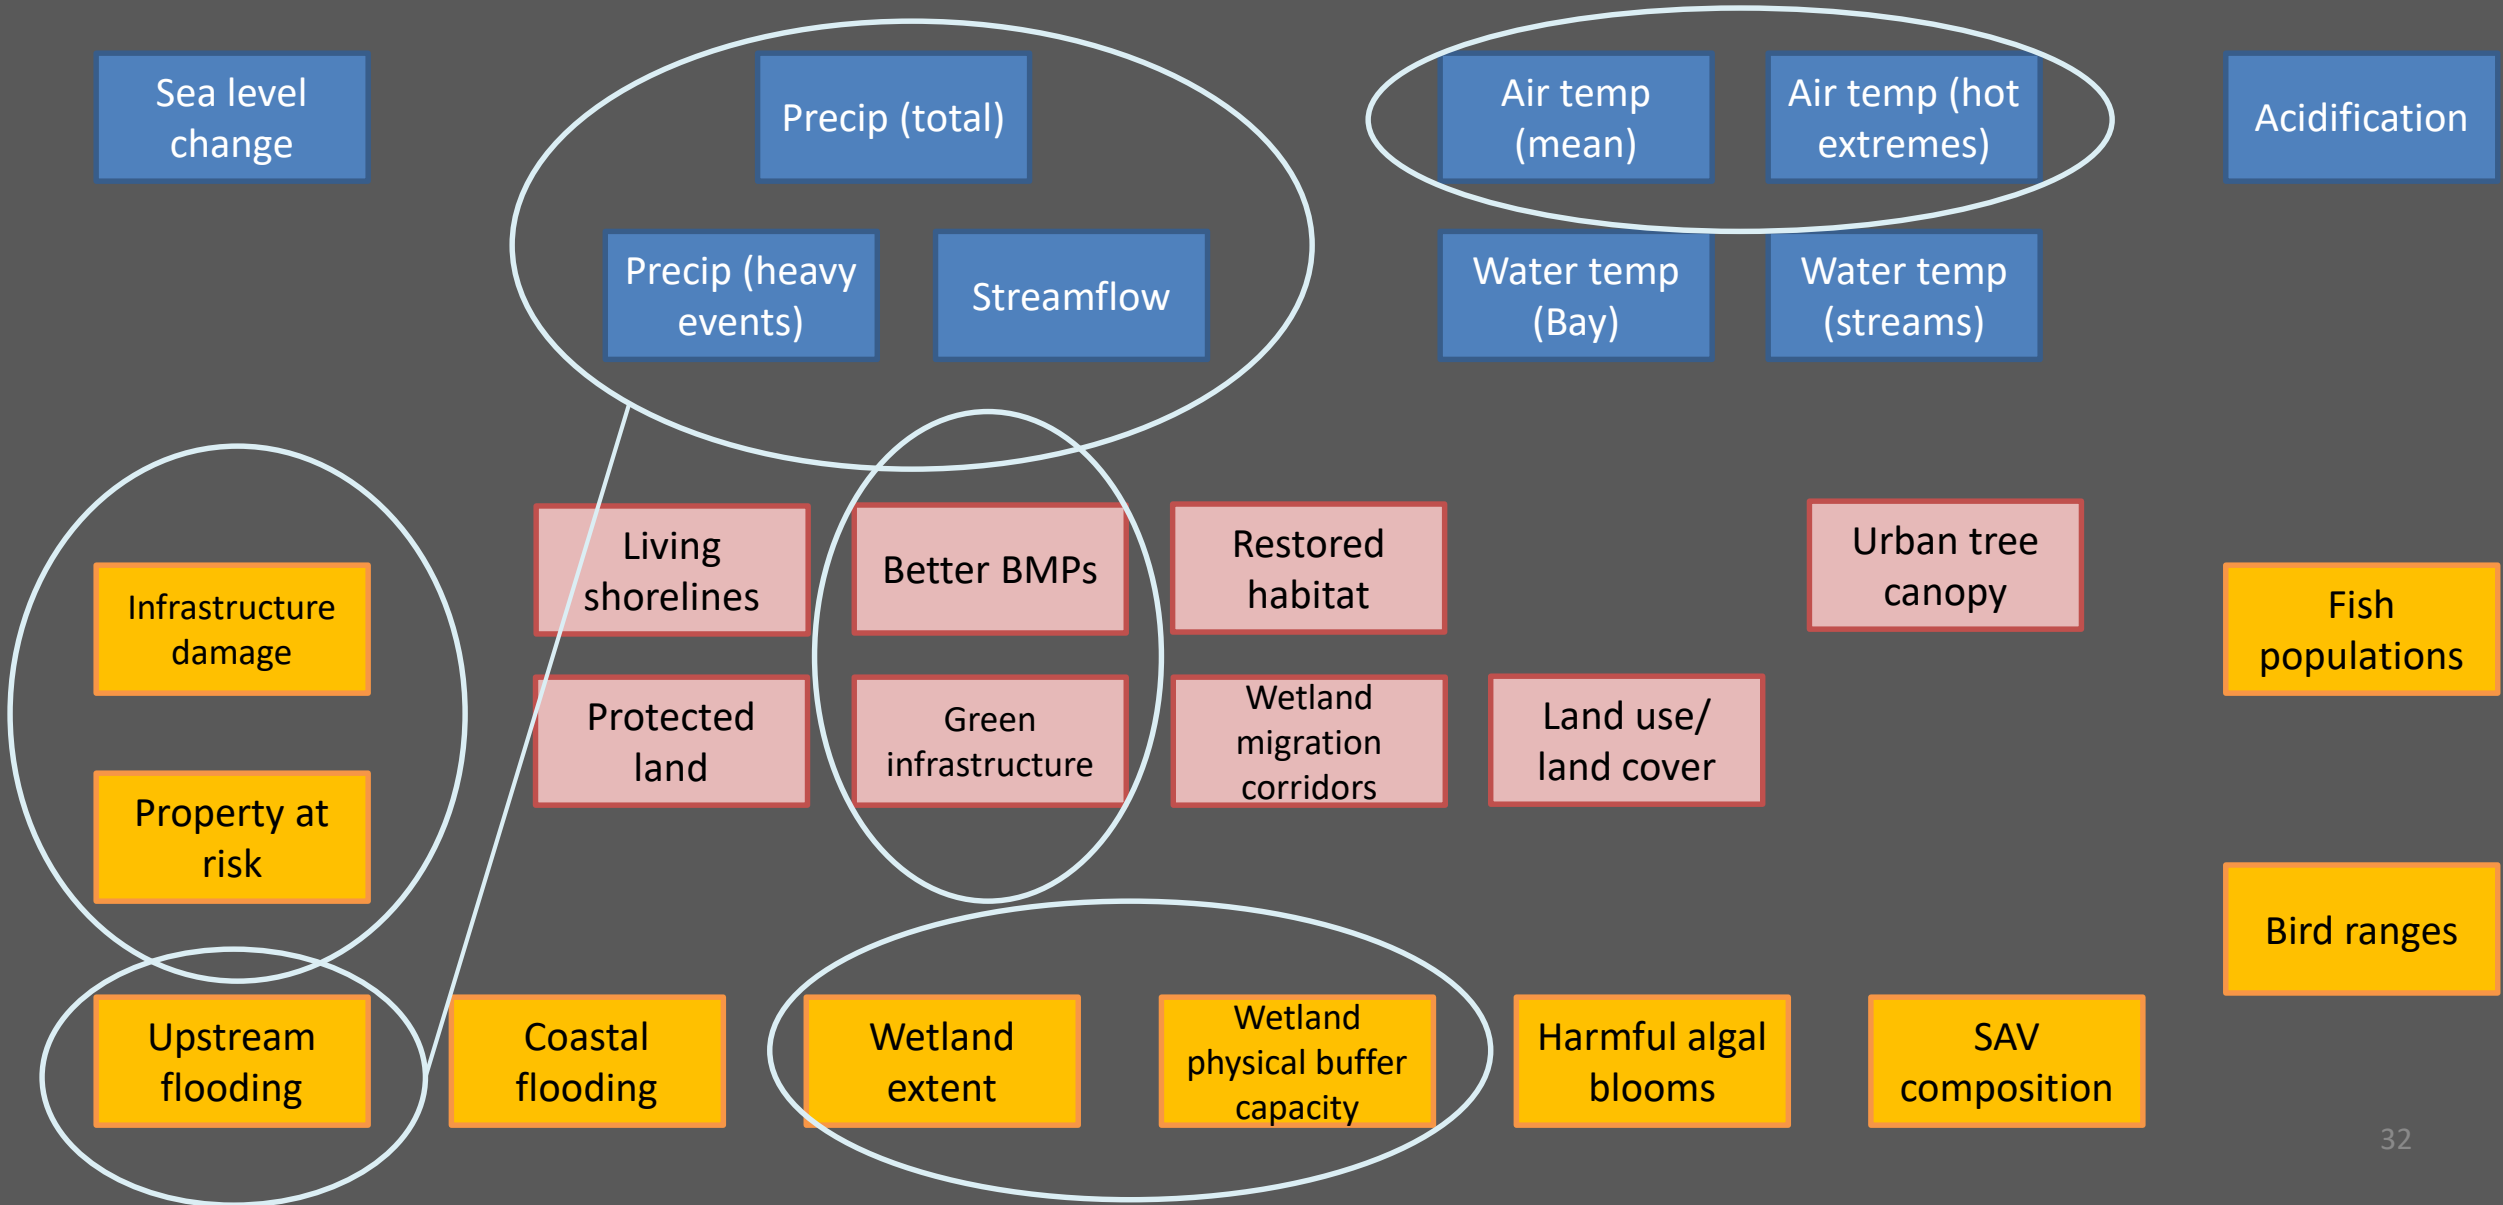 Sea level
change
Precip (total)
Air temp
(mean)
Air temp (hot
extremes)
Acidification
Precip (heavy
events)
Streamflow
Water temp
(Bay)
Water temp
(streams)
Living
shorelines
Better BMPs
Restored
habitat
Urban tree
canopy
Infrastructure
damage
Fish
populations
Protected
land
Green
infrastructure
Wetland
migration
corridors
Land use/
land cover
Property at
risk
Bird ranges
Upstream
flooding
Coastal
flooding
Wetland
extent
Wetland
physical buffer
capacity
Harmful algal
blooms
SAV
composition
32